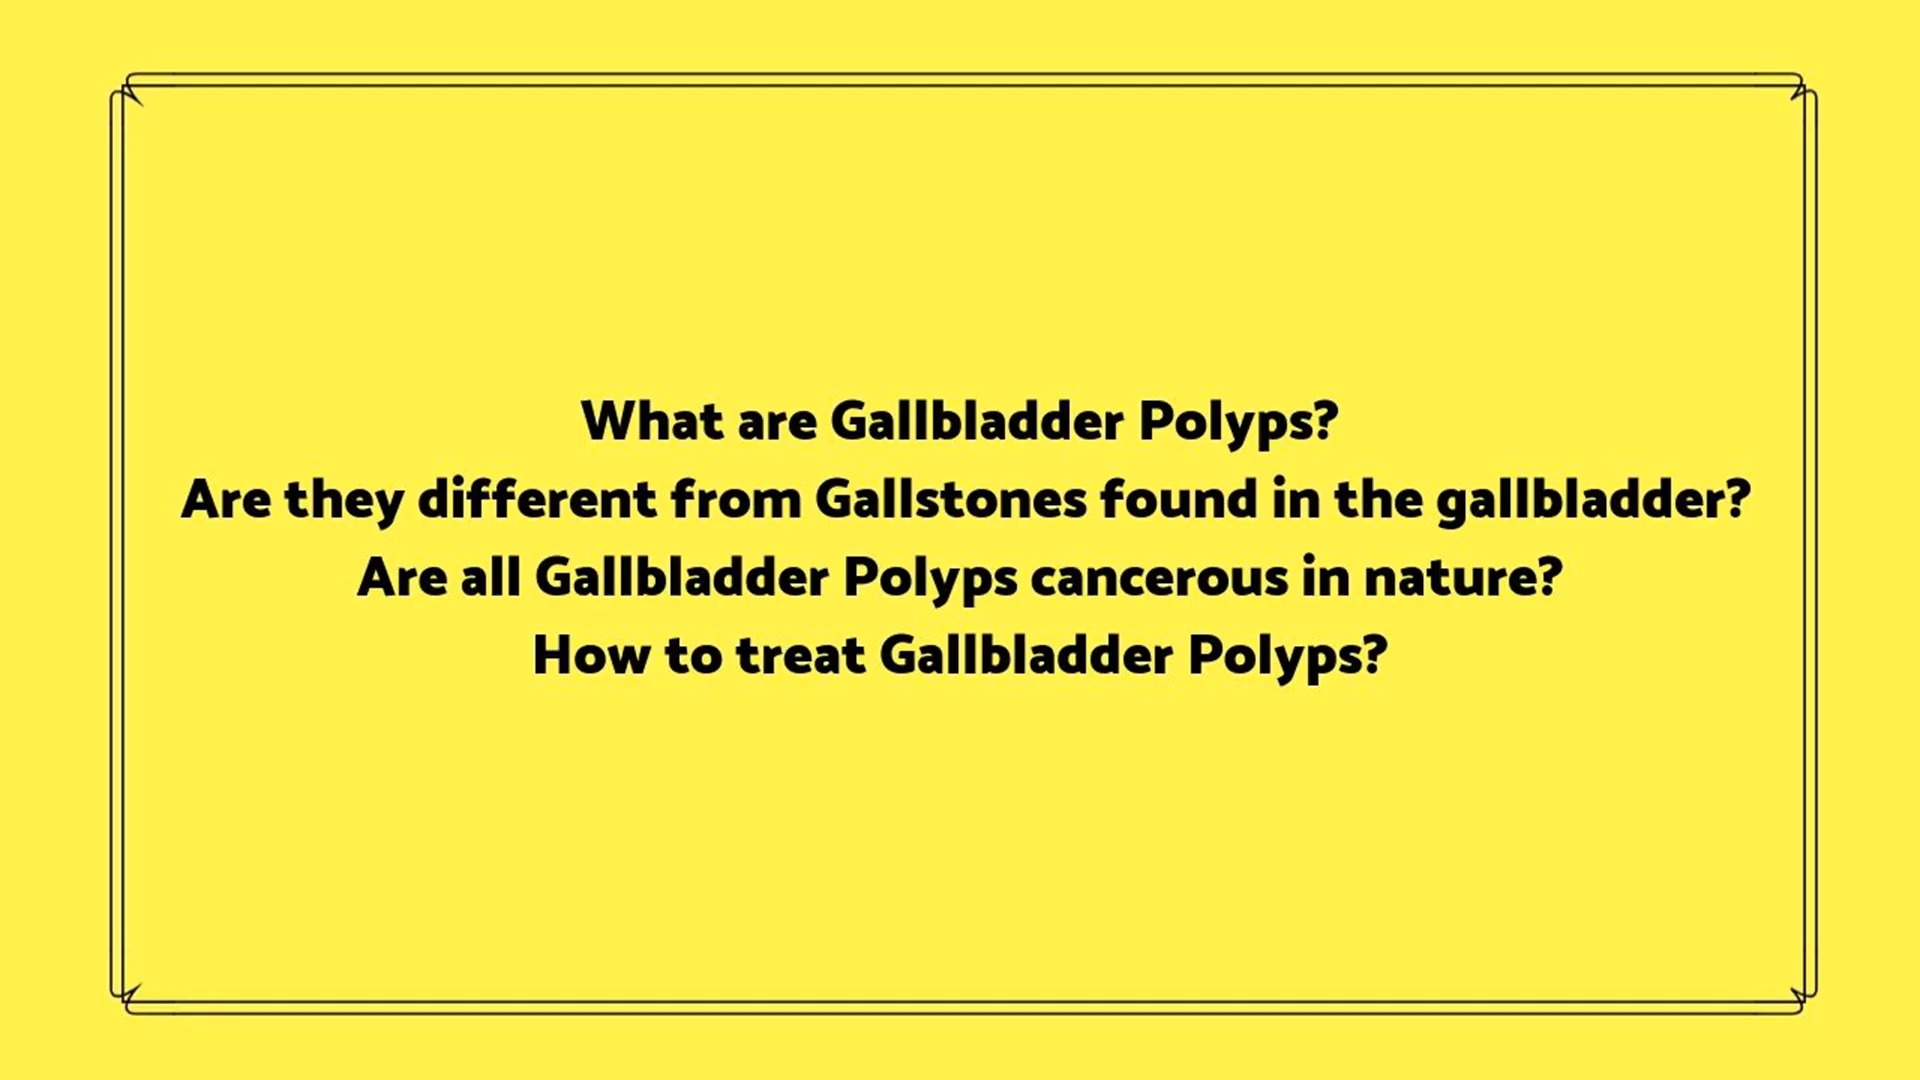 What are Gallbladder Polyps?
Are they different from Gallstones found in the gallbladder?
Are all Gallbladder Polyps cancerous in nature?
How to treat Gallbladder Polyps?